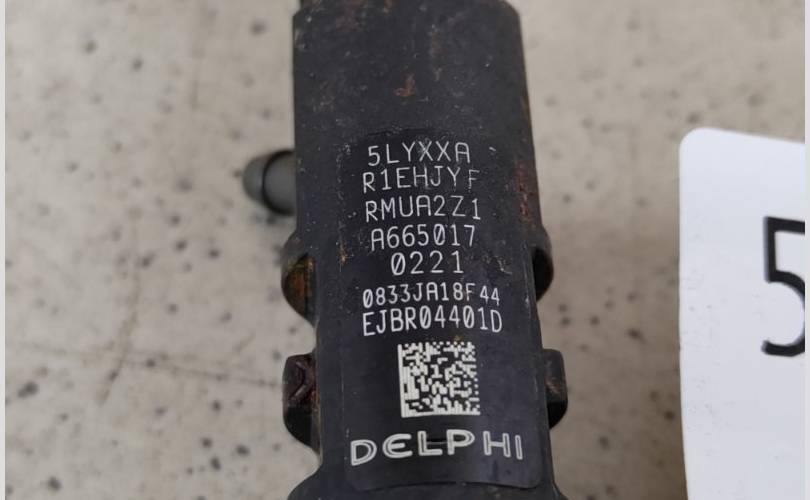 5LYXXA
R1EHJYF
RMUA2Z1
A665017
0221
0833JA18F44
EJBR04401D
DELPHI
5